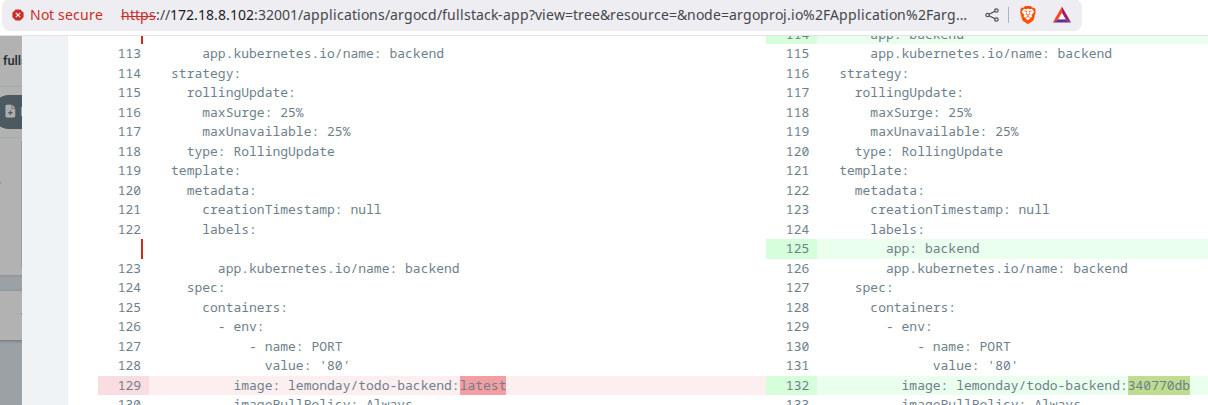 Not secure https://172.18.8.102:32001/applications/argocd/fullstack-app?view=tree&resource=&node=argoproj.io%2FApplication%2Farg...
full
114 app: backend
113 app.kubernetes.io/name: backend 115 app.kubernetes.io/name: backend
114 strategy: 116 strategy:
115 rollingUpdate: 117 rollingUpdate:
116 maxSurge: 25% 118 maxSurge: 25%
117 maxUnavailable: 25% 119 maxUnavailable: 25%
118 type: RollingUpdate 120 type: RollingUpdate
119 template: 121 template:
120 metadata: 122 metadata:
121 creationTimestamp: null 123 creationTimestamp: null
122 labels: 124 labels:
125 app: backend
123 app.kubernetes.io/name: backend 126 app.kubernetes.io/name: backend
124 spec: 127 spec:
125 containers: 128 containers:
126 - env: 129 - env:
127 - name: PORT 130 - name: PORT
128 value: '80' 131 value: '80'
129 image: lemonday/todo-backend:latest 132 image: lemonday/todo-backend:340770db
130 imagePullPolicy: Always 133 imagePullPolicy: Always